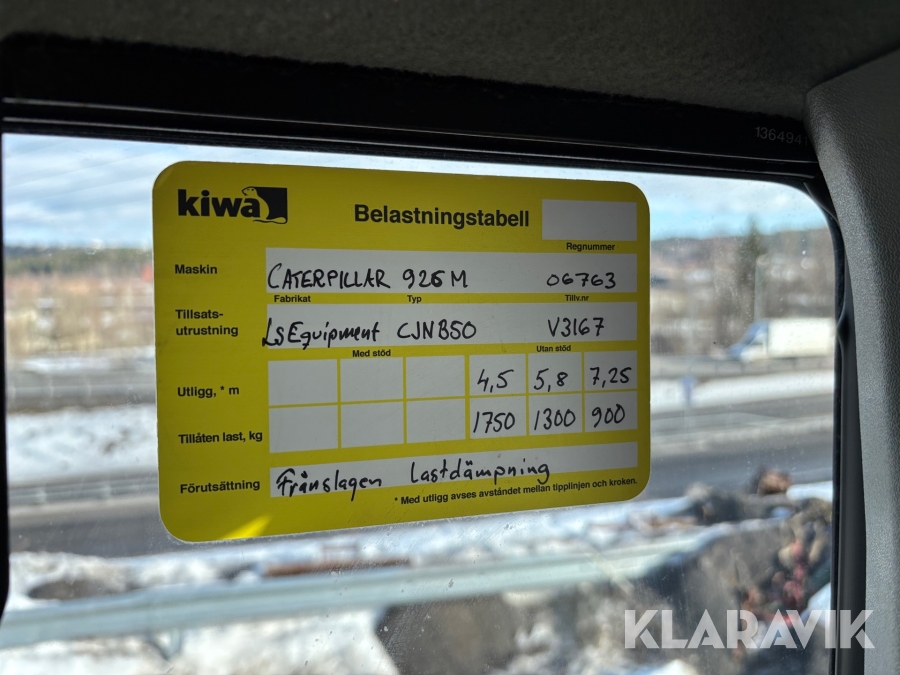 1364941
kiwa
Belastningstabell
Regnummer
Maskin CATERPILLAR 926M 06763
Fabrikat Typ Tillv.nr
Tillsats-
utrustning LS Equipment CJNB50 V3167
Med stöd Utan stöd
Utligg, * m 4,5 5,8 7,25
Tillåten last, kg 1750 1300 900
Förutsättning Frånslagen Lastdämpning
* Med utligg avses avståndet mellan tipplinjen och kroken.
KLARAVIK